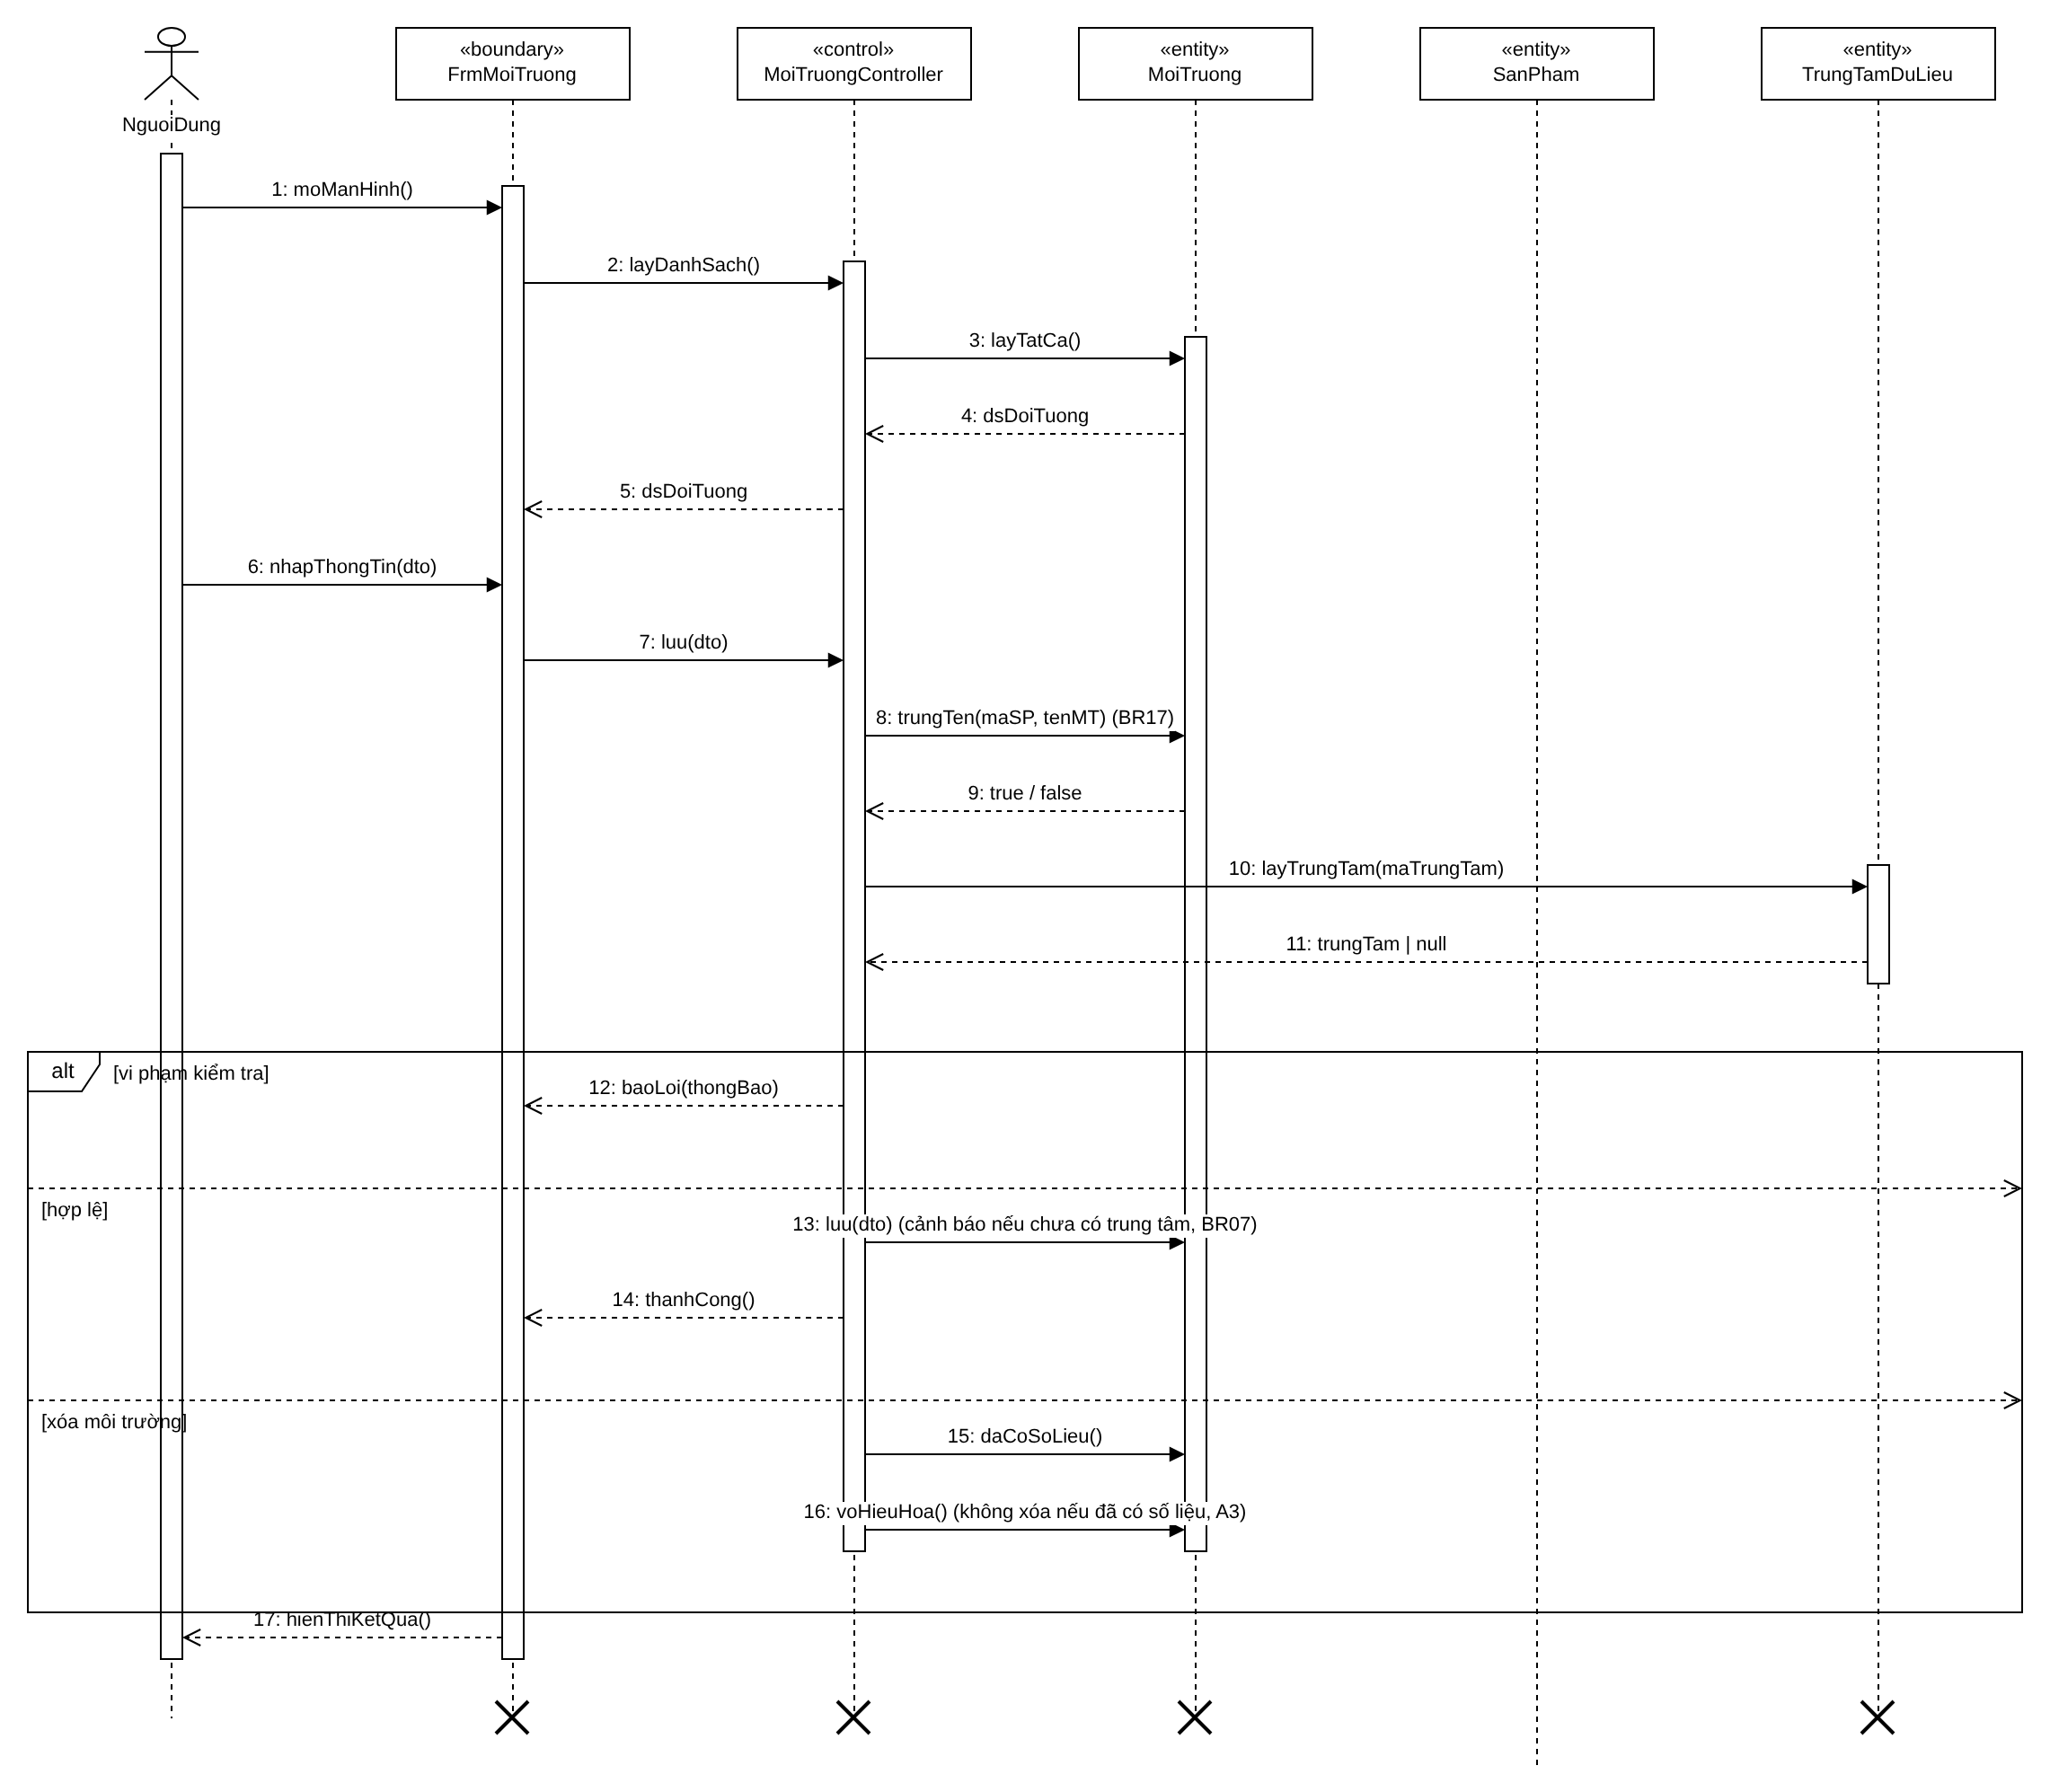 «boundary»
FrmMoiTruong
«control»
MoiTruongController
«entity»
MoiTruong
«entity»
SanPham
«entity»
TrungTamDuLieu
NguoiDung
1: moManHinh()
2: layDanhSach()
3: layTatCa()
4: dsDoiTuong
5: dsDoiTuong
6: nhapThongTin(dto)
7: luu(dto)
8: trungTen(maSP, tenMT) (BR17)
9: true / false
10: layTrungTam(maTrungTam)
11: trungTam | null
alt
[vi phạm kiểm tra]
12: baoLoi(thongBao)
[hợp lệ]
13: luu(dto) (cảnh báo nếu chưa có trung tâm, BR07)
14: thanhCong()
[xóa môi trường]
15: daCoSoLieu()
16: voHieuHoa() (không xóa nếu đã có số liệu, A3)
17: hienThiKetQua()